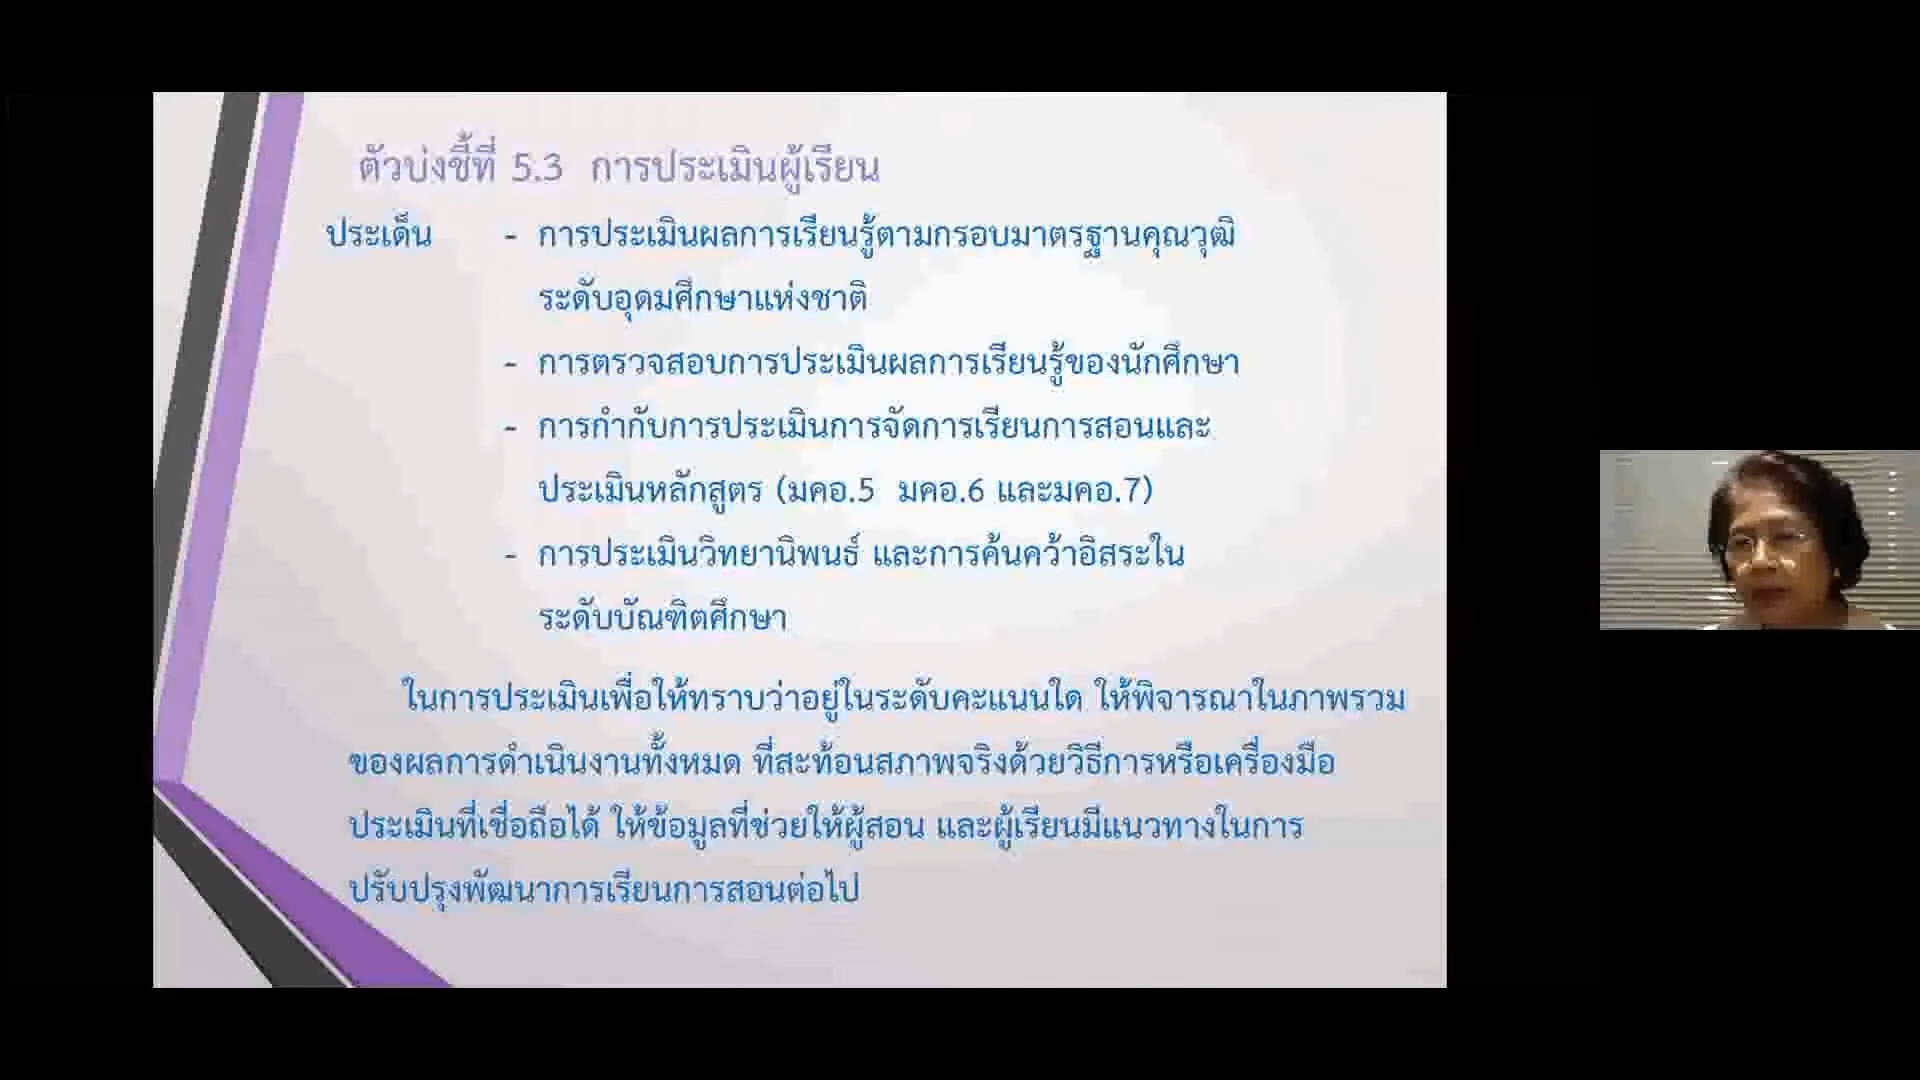 ตัวบ่งชี้ที่ 5.3 การประเมินผู้เรียน
ประเด็น - การประเมินผลการเรียนรู้ตามกรอบมาตรฐานคุณวุฒิ
ระดับอุดมศึกษาแห่งชาติ
- การตรวจสอบการประเมินผลการเรียนรู้ของนักศึกษา
- การกำกับการประเมินการจัดการเรียนการสอนและ
ประเมินหลักสูตร (มคอ.5 มคอ.6 และมคอ.7)
- การประเมินวิทยานิพนธ์ และการค้นคว้าอิสระใน
ระดับบัณฑิตศึกษา
ในการประเมินเพื่อให้ทราบว่าอยู่ในระดับคะแนนใด ให้พิจารณาในภาพรวม
ของผลการดำเนินงานทั้งหมด ที่สะท้อนสภาพจริงด้วยวิธีการหรือเครื่องมือ
ประเมินที่เชื่อถือได้ ให้ข้อมูลที่ช่วยให้ผู้สอน และผู้เรียนมีแนวทางในการ
ปรับปรุงพัฒนาการเรียนการสอนต่อไป